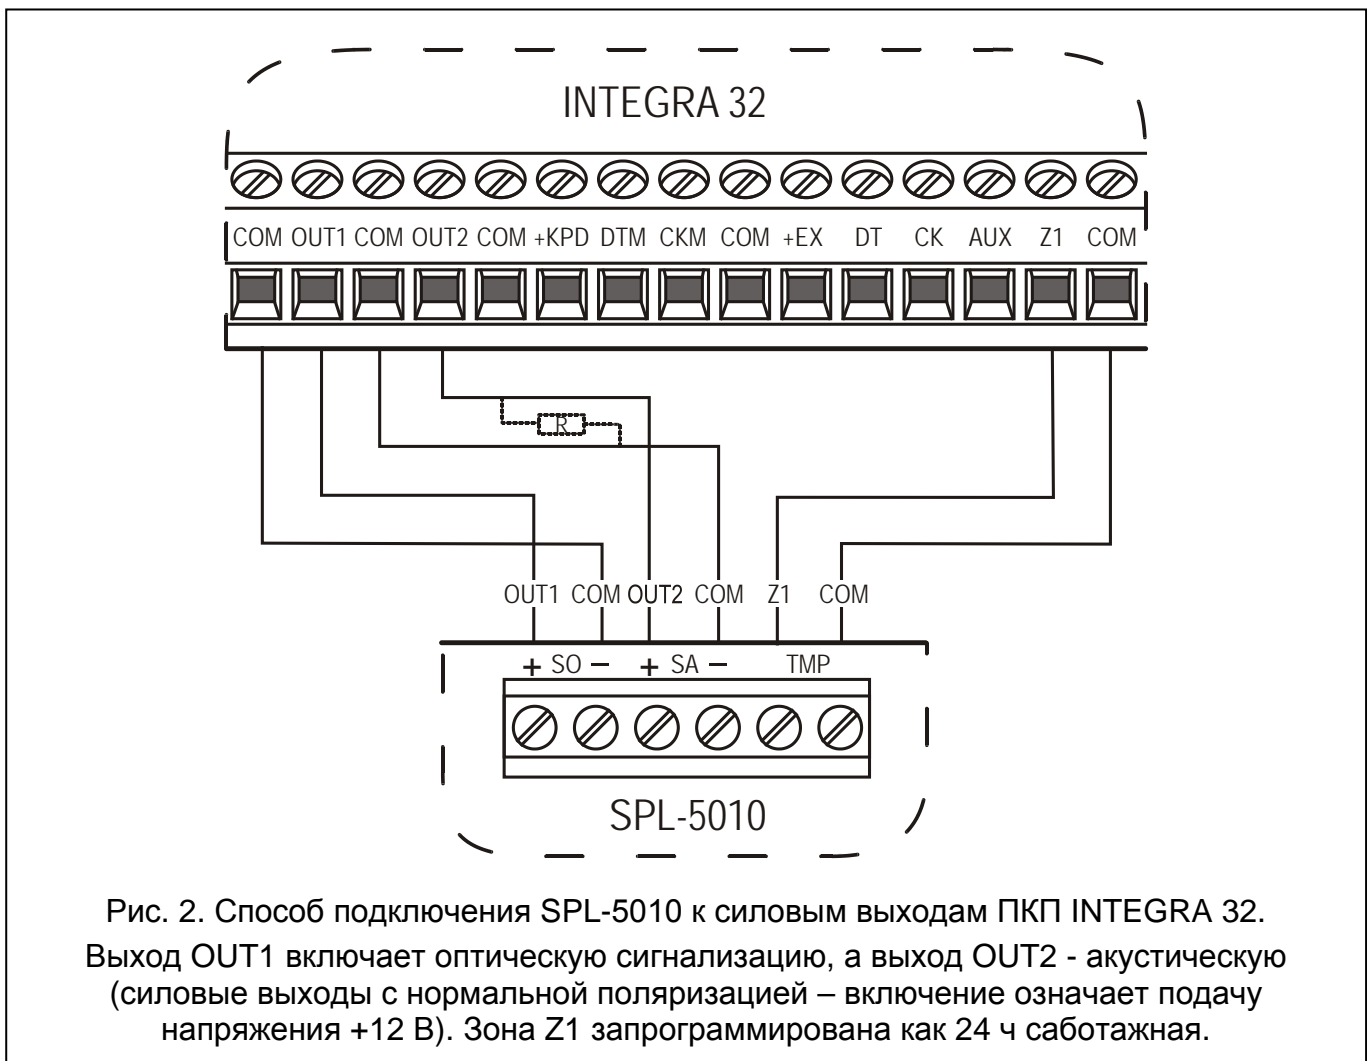 INTEGRA 32
COM OUT1 COM OUT2 COM +KPD DTM CKM COM +EX DT CK AUX Z1 COM
R
OUT1 COM OUT2 COM Z1 COM
+ SO − + SA − TMP
SPL-5010
Рис. 2. Способ подключения SPL-5010 к силовым выходам ПКП INTEGRA 32.
Выход OUT1 включает оптическую сигнализацию, а выход OUT2 - акустическую
(силовые выходы с нормальной поляризацией – включение означает подачу
напряжения +12 В). Зона Z1 запрограммирована как 24 ч саботажная.